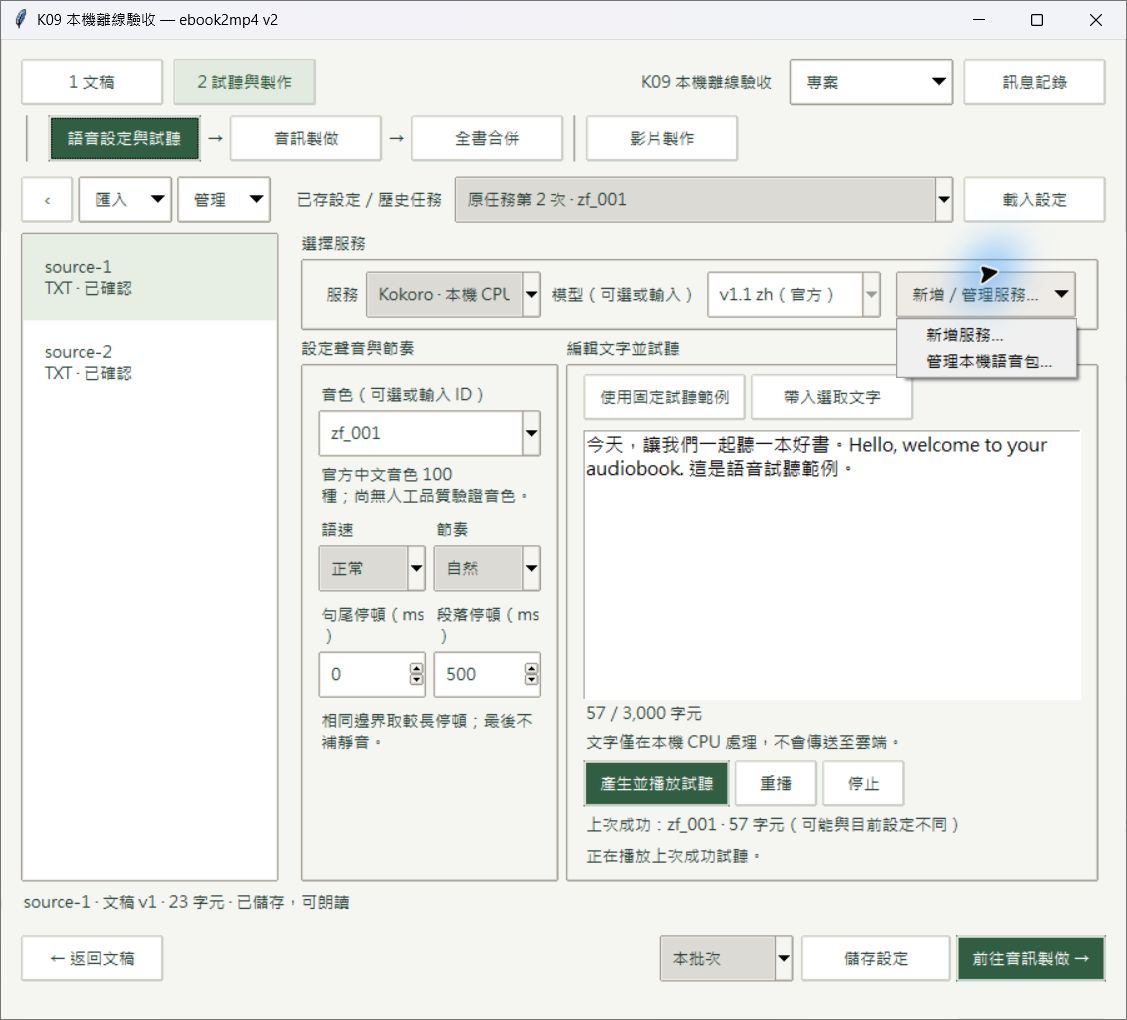 K09 本機離線驗收 — ebook2mp4 v2
1 文稿
2 試聽與製作
K09 本機離線驗收
專案
訊息記錄
語音設定與試聽
→
音訊製做
→
全書合併
影片製作
‹
匯入
管理
已存設定 / 歷史任務
原任務第 2 次 · zf_001
載入設定
source-1
TXT · 已確認
source-2
TXT · 已確認
選擇服務
服務
Kokoro · 本機 CPU
模型（可選或輸入）
v1.1 zh（官方）
新增 / 管理服務...
新增服務...
管理本機語音包...
設定聲音與節奏
音色（可選或輸入 ID）
zf_001
官方中文音色 100
種；尚無人工品質驗證音色。
語速
節奏
正常
自然
句尾停頓（ms
）
段落停頓（ms
）
0
500
相同邊界取較長停頓；最後不
補靜音。
編輯文字並試聽
使用固定試聽範例
帶入選取文字
今天，讓我們一起聽一本好書。Hello, welcome to your
audiobook. 這是語音試聽範例。
57 / 3,000 字元
文字僅在本機 CPU 處理，不會傳送至雲端。
產生並播放試聽
重播
停止
上次成功：zf_001 · 57 字元（可能與目前設定不同）
正在播放上次成功試聽。
source-1 · 文稿 v1 · 23 字元 · 已儲存，可朗讀
← 返回文稿
本批次
儲存設定
前往音訊製做 →